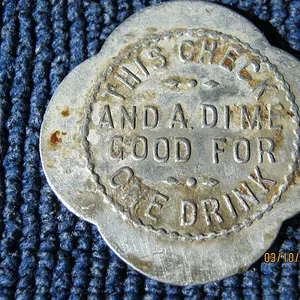 THIS CHECK
AND A. DIME
GOOD FOR
ONE DRINK
03/10/